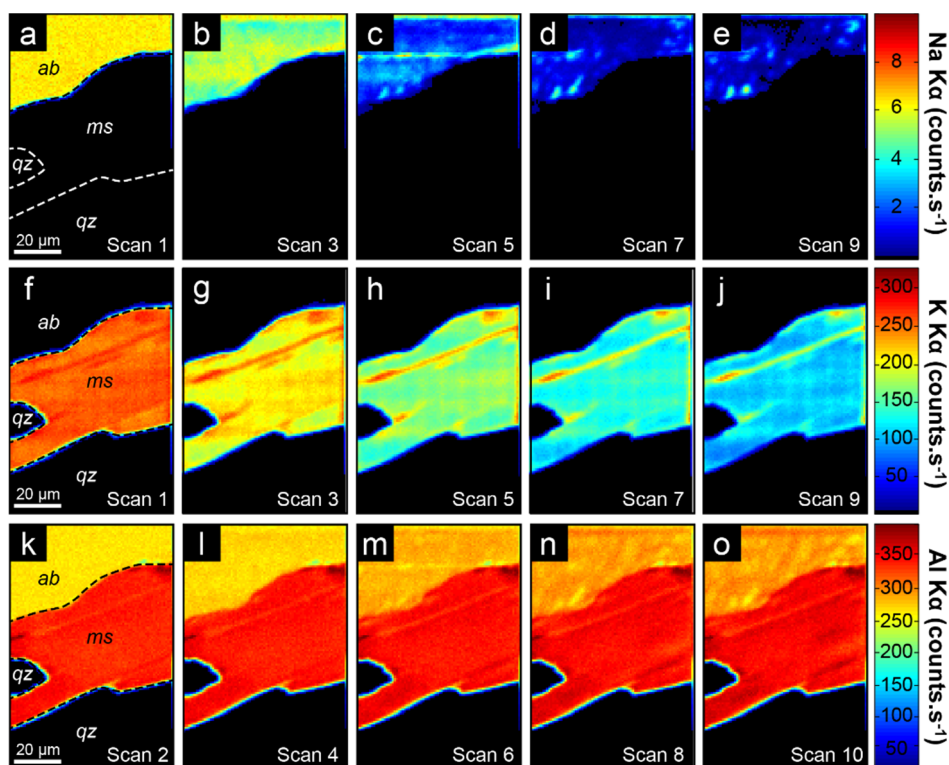 a
b
c
d
e
ab
ms
qz
qz
20 µm
Scan 1
Scan 3
Scan 5
Scan 7
Scan 9
8
6
4
2
Na Kα (counts.s⁻¹)
f
g
h
i
j
ab
ms
qz
qz
20 µm
Scan 1
Scan 3
Scan 5
Scan 7
Scan 9
300
250
200
150
100
50
K Kα (counts.s⁻¹)
k
l
m
n
o
ab
ms
qz
qz
20 µm
Scan 2
Scan 4
Scan 6
Scan 8
Scan 10
350
300
250
200
350
300
50
Al Kα (counts.s⁻¹)